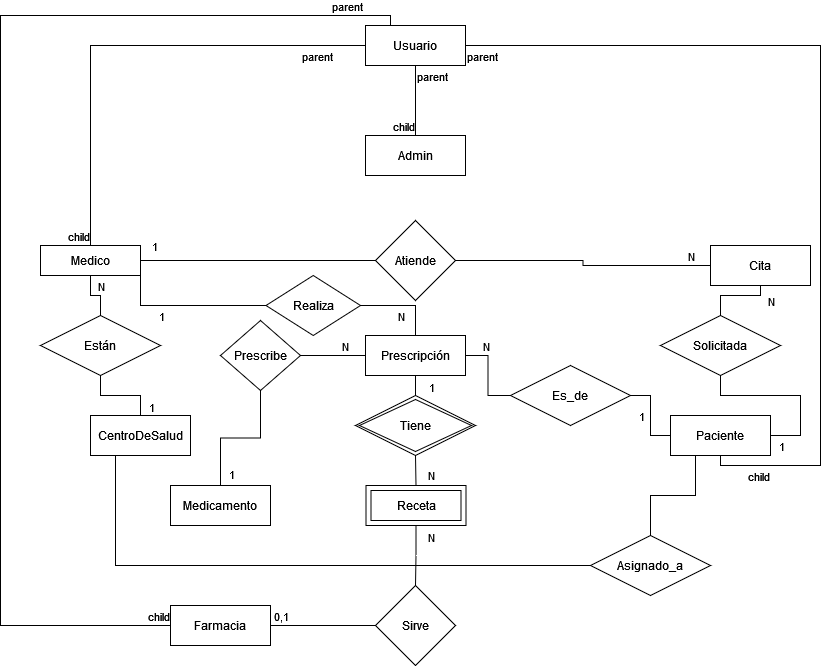 parent
Usuario
parent
parent
parent
child
Admin
child
1
Medico
Atiende
N
Cita
N
N
1
Realiza
N
Están
Prescribe
N
Prescripción
N
Solicitada
1
Es_de
1
CentroDeSalud
Tiene
1
Paciente
1
1
N
child
Medicamento
Receta
N
Asignado_a
child
Farmacia
0,1
Sirve